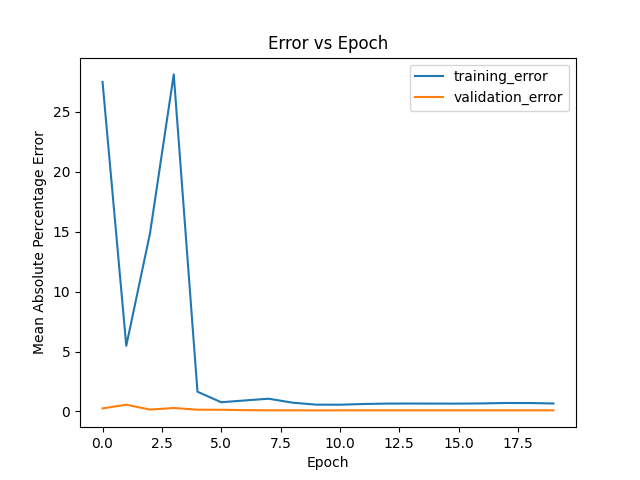 Error vs Epoch
training_error
validation_error
Mean Absolute Percentage Error
25
20
15
10
5
0
0.0 2.5 5.0 7.5 10.0 12.5 15.0 17.5
Epoch